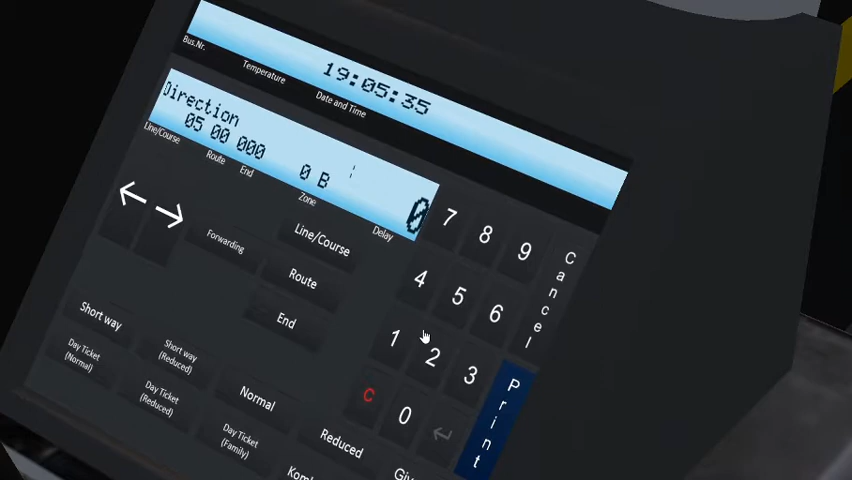 19:05:35
Bus.Nr.
Temperature
Date and Time
Direction
05 00 000 0 B
0
Line/Course
Route
End
Zone
Delay
7 8 9
Cancel
← →
Forwarding
Line/Course
4 5 6
Route
End
1 2 3
Print
Short way
Short way
(Reduced)
Day Ticket
(Normal)
Day Ticket
(Reduced)
Normal
C 0 ↵
Day Ticket
(Family)
Reduced